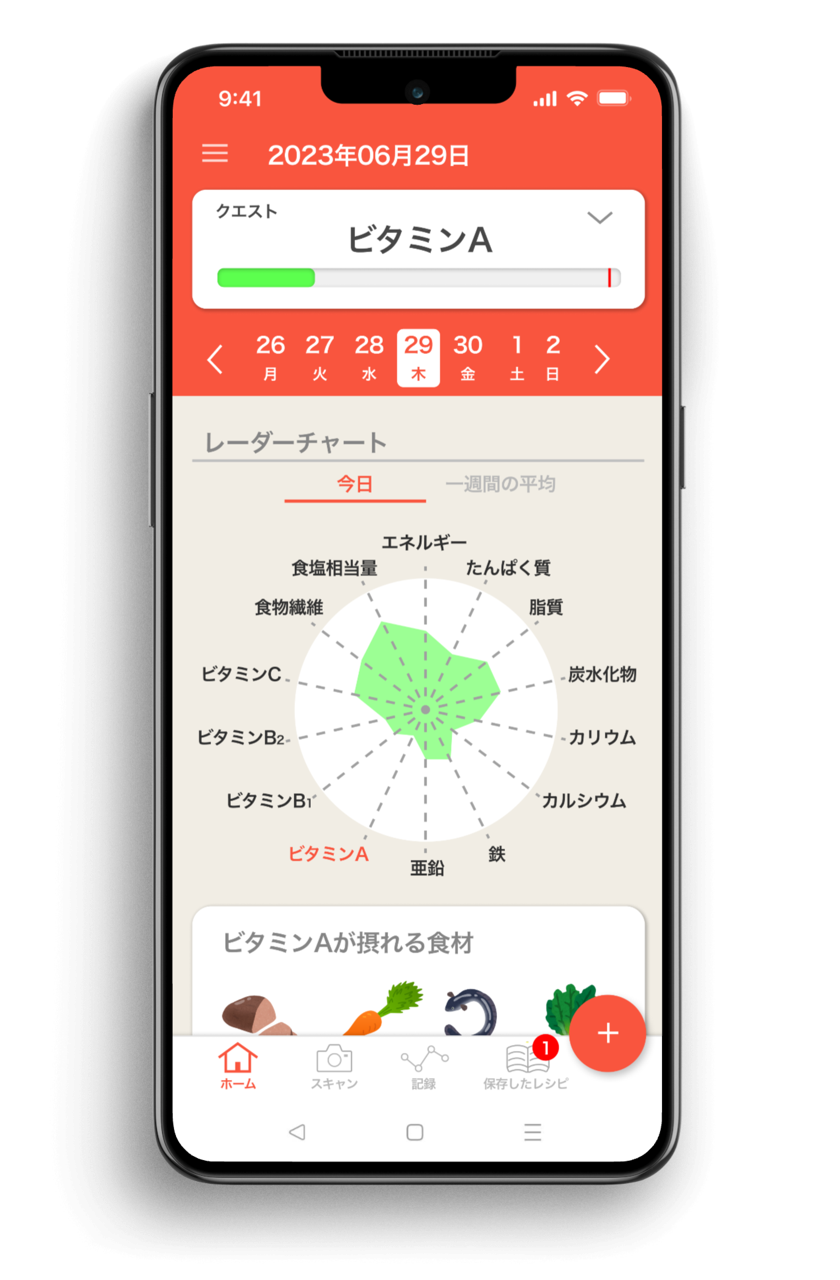 9:41
2023年06月29日
クエスト
ビタミンA
26 27 28 29 30 1 2
月 火 水 木 金 土 日
レーダーチャート
今日 一週間の平均
エネルギー
食塩相当量 たんぱく質
食物繊維 脂質
ビタミンC 炭水化物
ビタミンB2 カリウム
ビタミンB1 カルシウム
ビタミンA 鉄
亜鉛
ビタミンAが摂れる食材
+
1
ホーム スキャン 記録 保存したレシピ